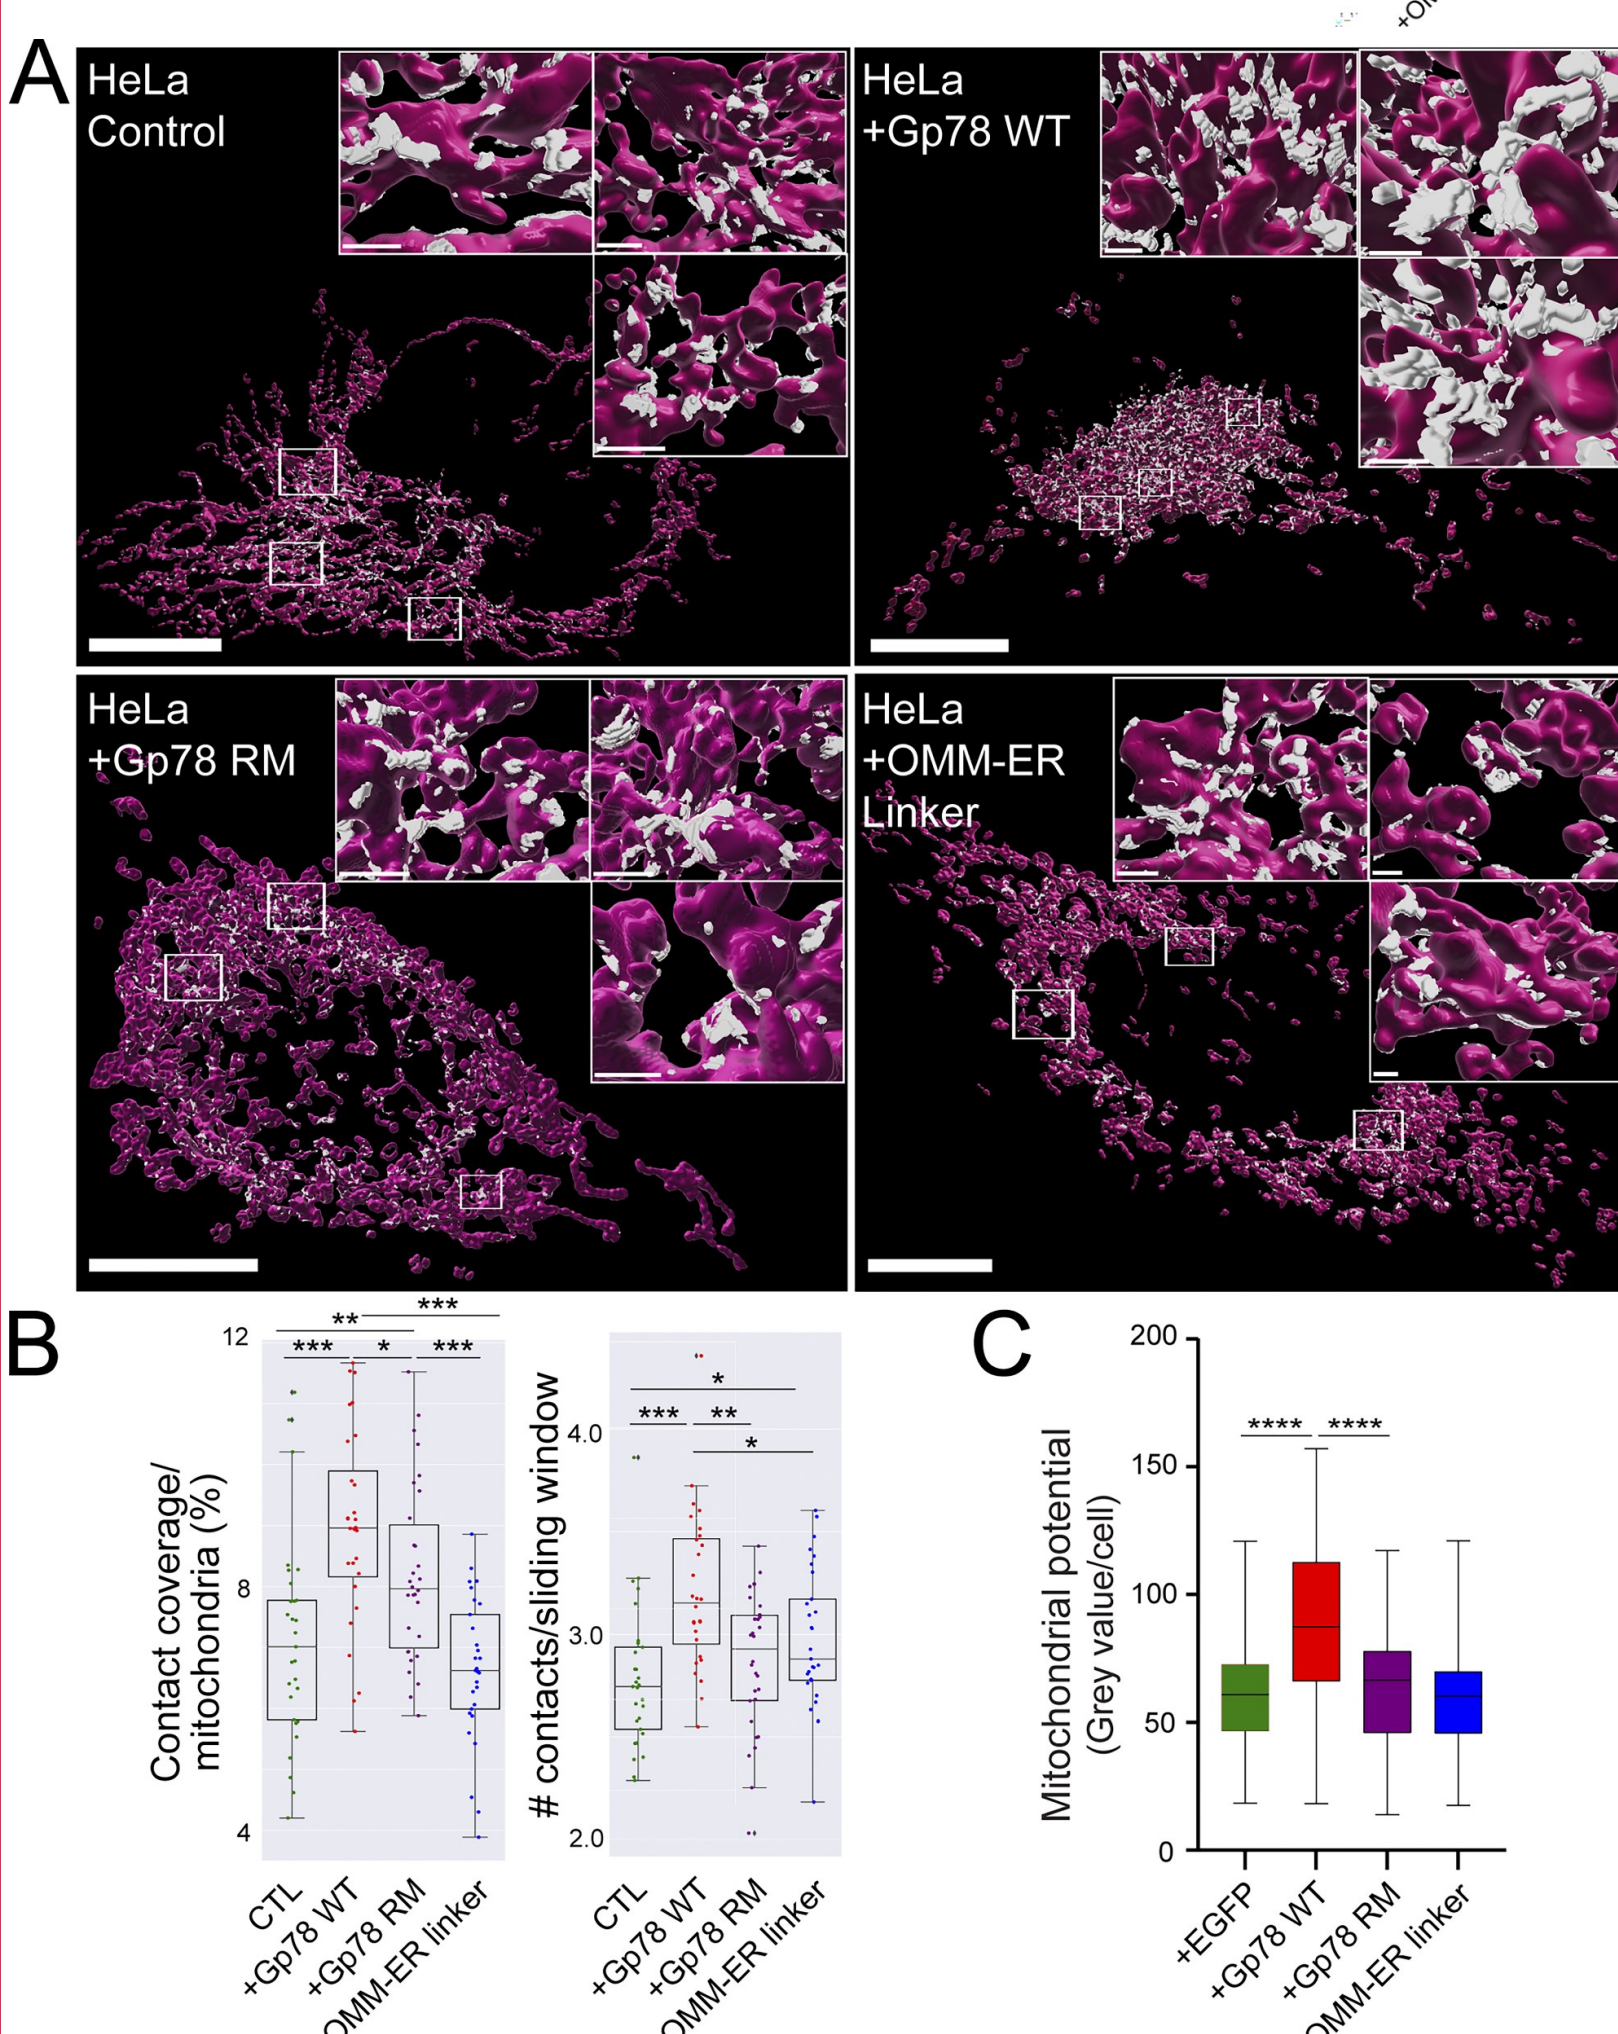 +OM
A
HeLa
Control
HeLa
+Gp78 WT
HeLa
+Gp78 RM
HeLa
+OMM-ER
Linker
B
Contact coverage/
mitochondria (%)
12
8
4
***
**
***
*
***
CTL
+Gp78 WT
+Gp78 RM
OMM-ER linker
# contacts/sliding window
4.0
3.0
2.0
*
***
**
*
CTL
+Gp78 WT
+Gp78 RM
OMM-ER linker
C
Mitochondrial potential
(Grey value/cell)
200
150
100
50
0
****
****
+EGFP
+Gp78 WT
+Gp78 RM
OMM-ER linker